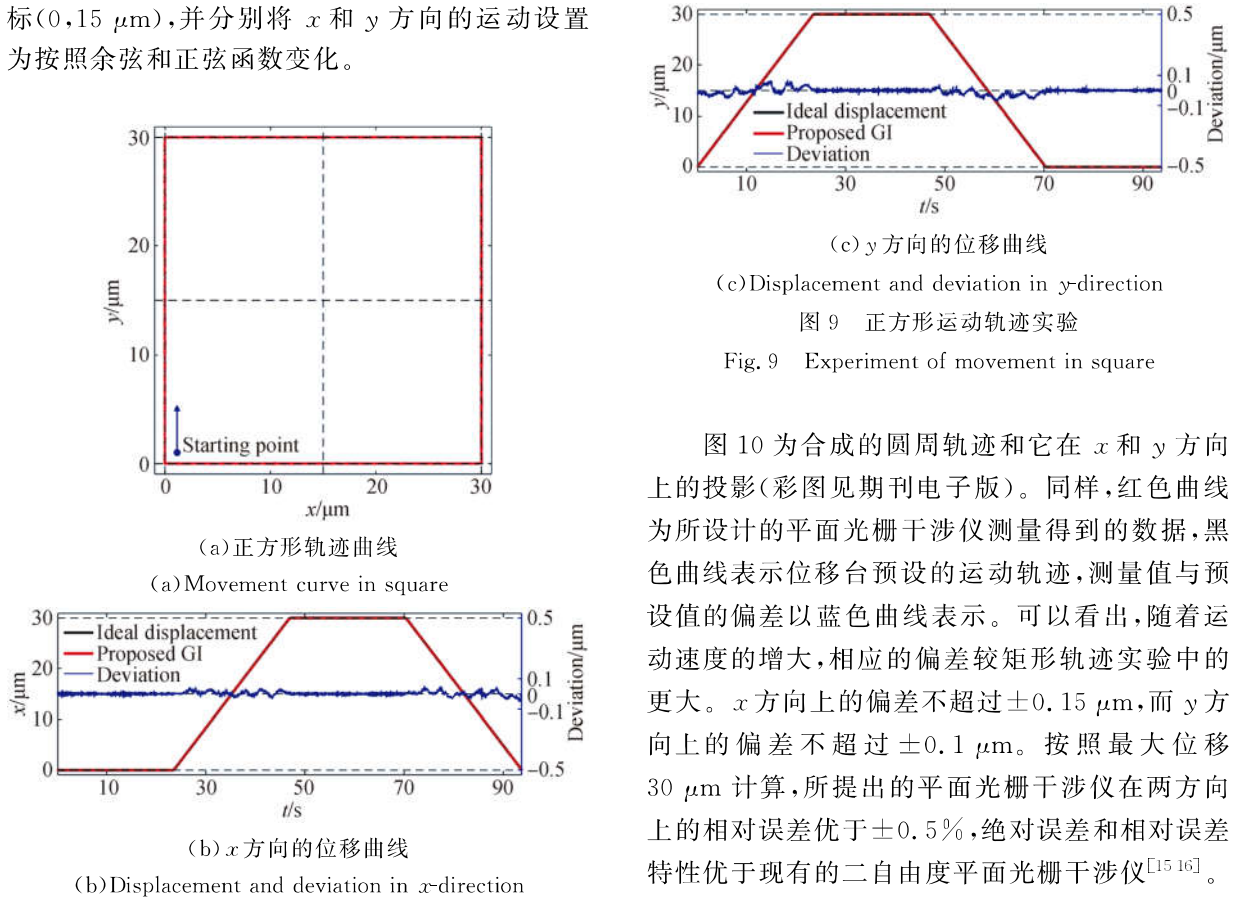 标(0,15 μm),并分别将 x 和 y 方向的运动设置
为按照余弦和正弦函数变化。
30
20
10
0
y/μm
Starting point
0
10
20
30
x/μm
(a)正方形轨迹曲线
(a)Movement curve in square
30
20
10
0
x/μm
Ideal displacement
Proposed GI
Deviation
0.5
0.1
0
−0.1
−0.5
Deviation/μm
10
30
50
70
90
t/s
(b)x方向的位移曲线
(b)Displacement and deviation in x-direction
30
20
10
0
y/μm
Ideal displacement
Proposed GI
Deviation
0.5
0.1
0
−0.1
−0.5
Deviation/μm
10
30
50
70
90
t/s
(c)y方向的位移曲线
(c)Displacement and deviation in y-direction
图 9 正方形运动轨迹实验
Fig. 9 Experiment of movement in square
图 10 为合成的圆周轨迹和它在 x 和 y 方向
上的投影(彩图见期刊电子版)。同样,红色曲线
为所设计的平面光栅干涉仪测量得到的数据,黑
色曲线表示位移台预设的运动轨迹,测量值与预
设值的偏差以蓝色曲线表示。可以看出,随着运
动速度的增大,相应的偏差较矩形轨迹实验中的
更大。x方向上的偏差不超过±0.15 μm,而 y方
向上的偏差不超过 ±0.1 μm。按照最大位移
30 μm 计算,所提出的平面光栅干涉仪在两方向
上的相对误差优于±0.5%,绝对误差和相对误差
特性优于现有的二自由度平面光栅干涉仪[15 16]。